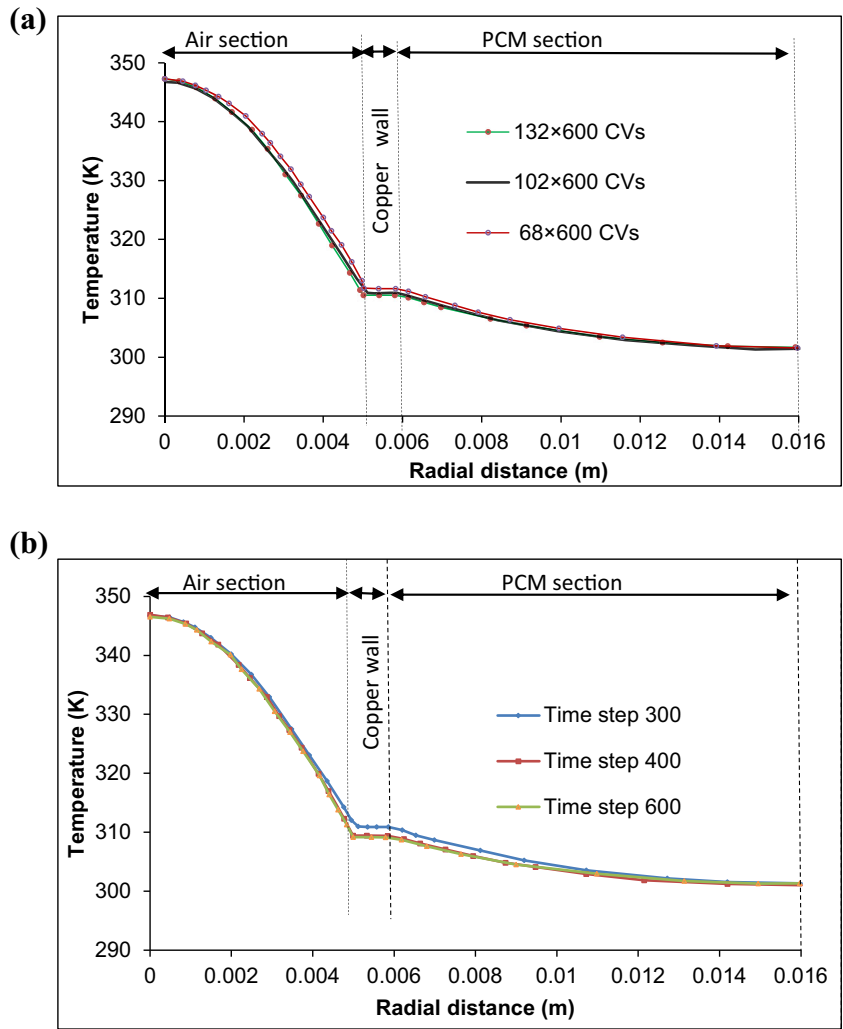 (a)
Air section
PCM section
350
340
330
320
310
300
290
Temperature (K)
Copper wall
132×600 CVs
102×600 CVs
68×600 CVs
0 0.002 0.004 0.006 0.008 0.01 0.012 0.014 0.016
Radial distance (m)
(b)
Air section
PCM section
350
340
330
320
310
300
290
Temperature (K)
Copper wall
Time step 300
Time step 400
Time step 600
0 0.002 0.004 0.006 0.008 0.01 0.012 0.014 0.016
Radial distance (m)